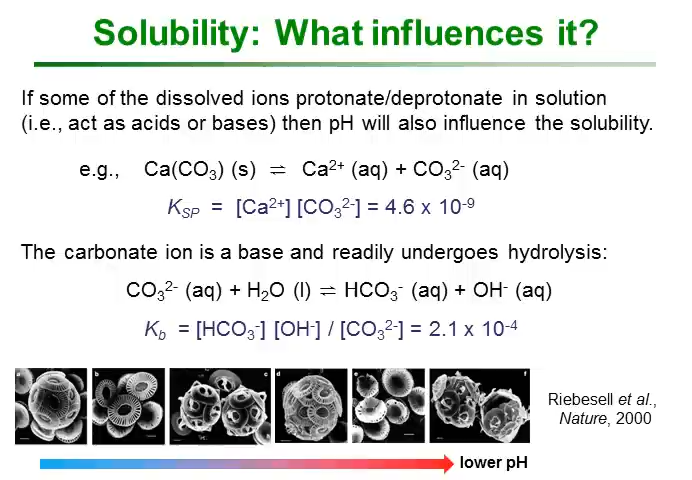 Solubility: What influences it?
If some of the dissolved ions protonate/deprotonate in solution
(i.e., act as acids or bases) then pH will also influence the solubility.
e.g., Ca(CO₃) (s) ⇌ Ca²⁺ (aq) + CO₃²⁻ (aq)
K_SP = [Ca²⁺] [CO₃²⁻] = 4.6 x 10⁻⁹
The carbonate ion is a base and readily undergoes hydrolysis:
CO₃²⁻ (aq) + H₂O (l) ⇌ HCO₃⁻ (aq) + OH⁻ (aq)
K_b = [HCO₃⁻] [OH⁻] / [CO₃²⁻] = 2.1 x 10⁻⁴
a b c d e f
Riebesell et al.,
Nature, 2000
lower pH